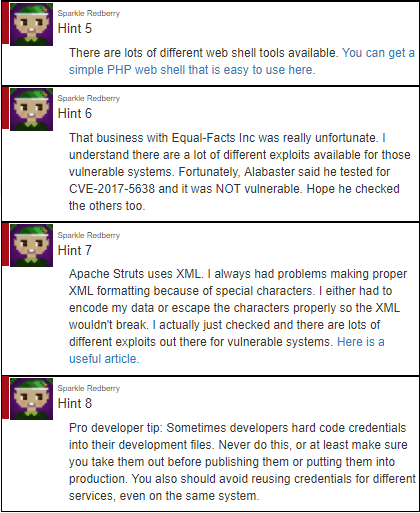 Sparkle Redberry
Hint 5
There are lots of different web shell tools available. You can get a
simple PHP web shell that is easy to use here.
Sparkle Redberry
Hint 6
That business with Equal-Facts Inc was really unfortunate. I
understand there are a lot of different exploits available for those
vulnerable systems. Fortunately, Alabaster said he tested for
CVE-2017-5638 and it was NOT vulnerable. Hope he checked
the others too.
Sparkle Redberry
Hint 7
Apache Struts uses XML. I always had problems making proper
XML formatting because of special characters. I either had to
encode my data or escape the characters properly so the XML
wouldn't break. I actually just checked and there are lots of
different exploits out there for vulnerable systems. Here is a
useful article.
Sparkle Redberry
Hint 8
Pro developer tip: Sometimes developers hard code credentials
into their development files. Never do this, or at least make sure
you take them out before publishing them or putting them into
production. You also should avoid reusing credentials for different
services, even on the same system.